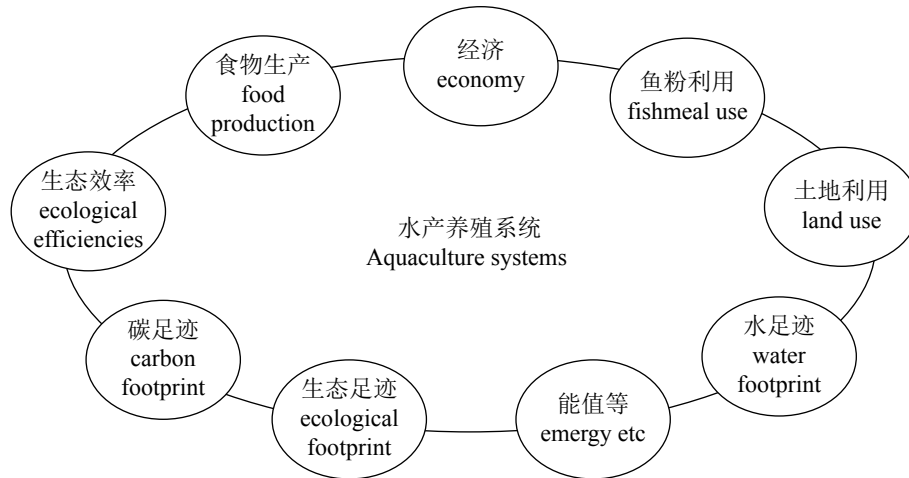 经济
economy
食物生产
food
production
鱼粉利用
fishmeal use
生态效率
ecological
efficiencies
土地利用
land use
水产养殖系统
Aquaculture systems
碳足迹
carbon
footprint
水足迹
water
footprint
生态足迹
ecological
footprint
能值等
emergy etc